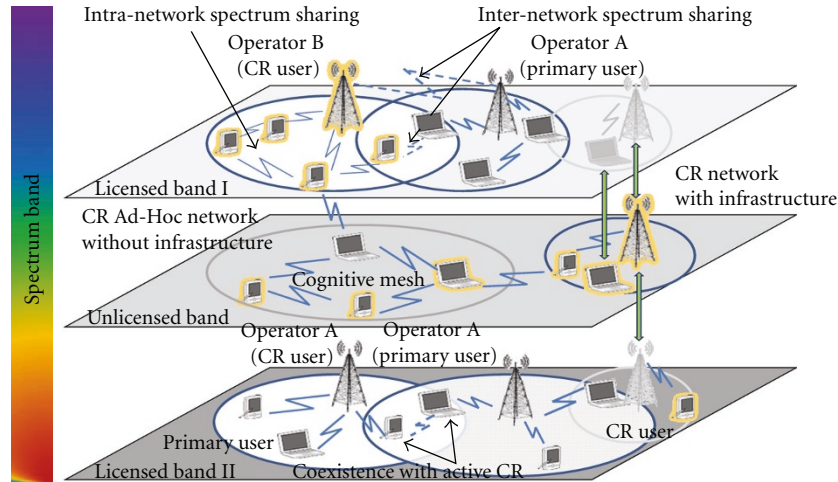 Intra-network spectrum sharing
Inter-network spectrum sharing
Operator B
(CR user)
Operator A
(primary user)
Licensed band I
CR network
with infrastructure
CR Ad-Hoc network
without infrastructure
Cognitive mesh
Unlicensed band
Operator A
(CR user)
Operator A
(primary user)
Primary user
CR user
Licensed band II
Coexistence with active CR
Spectrum band